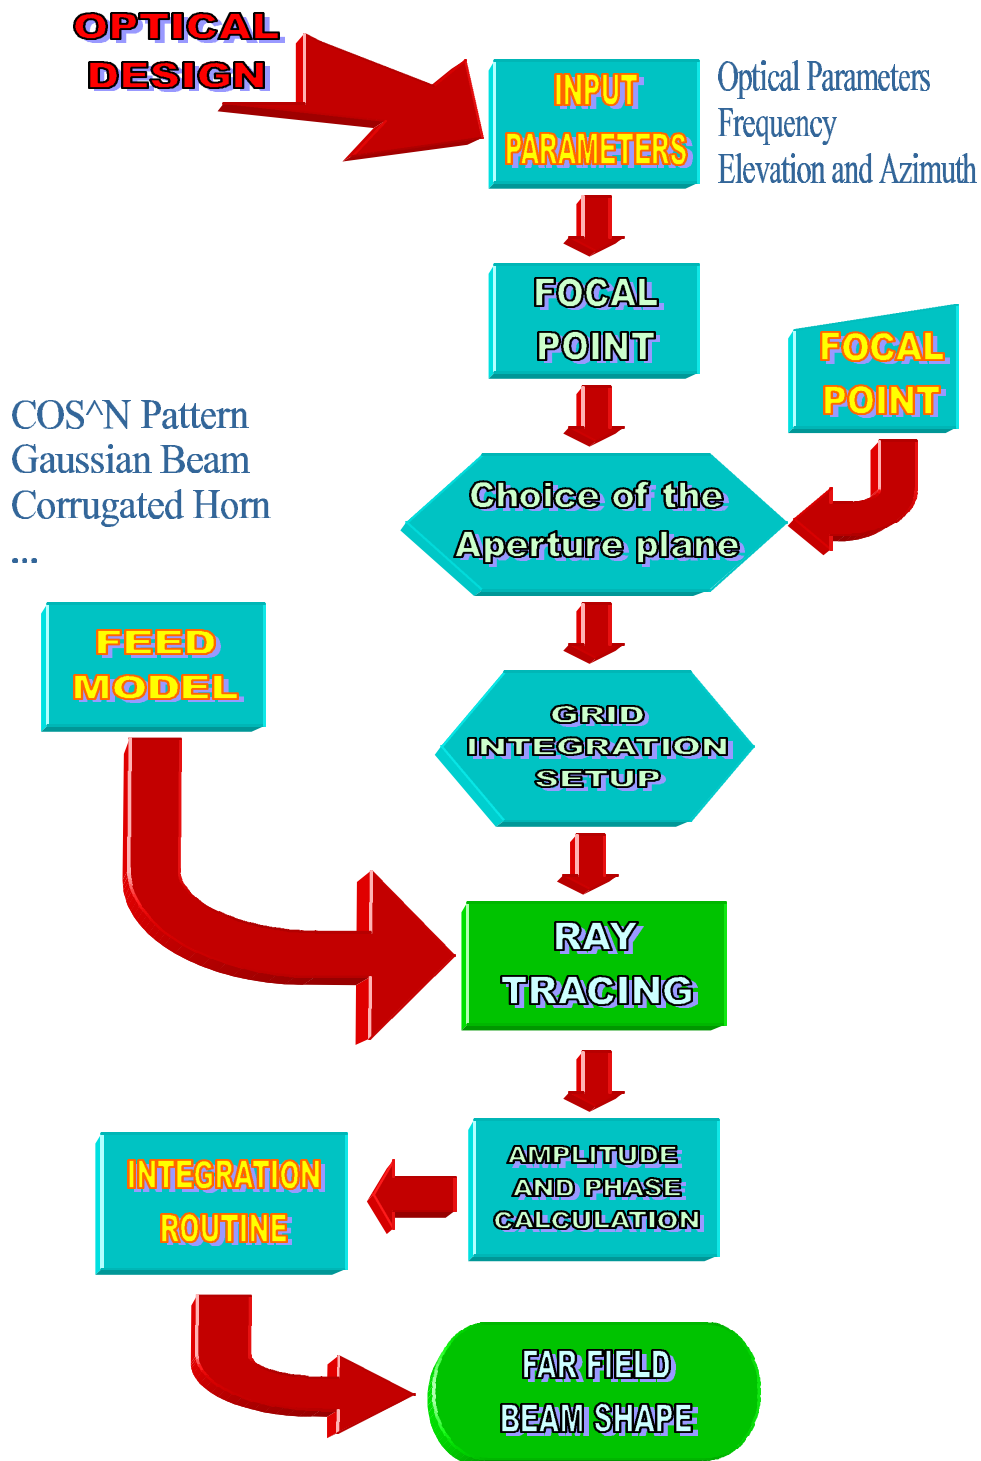 OPTICAL
DESIGN
INPUT
PARAMETERS
Optical Parameters
Frequency
Elevation and Azimuth
FOCAL
POINT
FOCAL
POINT
COS^N Pattern
Gaussian Beam
Corrugated Horn
...
Choice of the
Aperture plane
FEED
MODEL
GRID
INTEGRATION
SETUP
RAY
TRACING
AMPLITUDE
AND PHASE
CALCULATION
INTEGRATION
ROUTINE
FAR FIELD
BEAM SHAPE